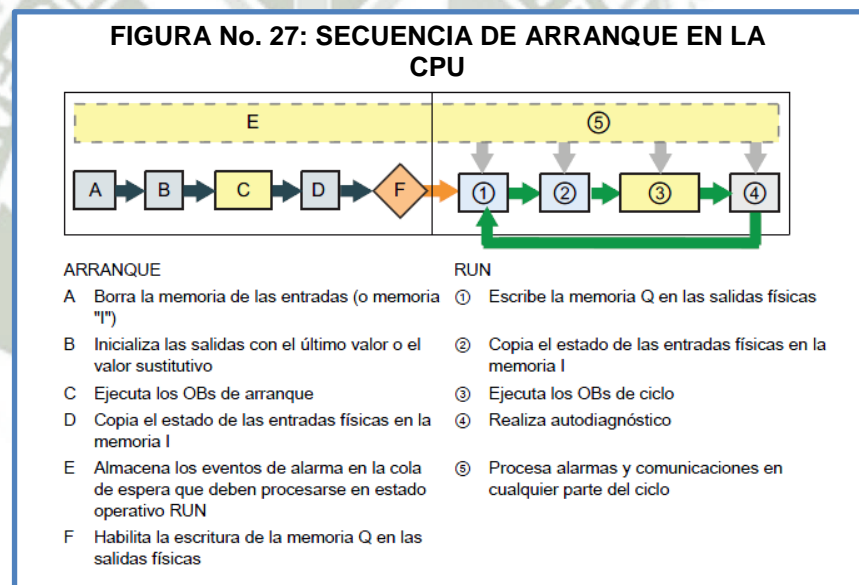 FIGURA No. 27: SECUENCIA DE ARRANQUE EN LA
CPU
E
⑤
A
B
C
D
F
①
②
③
④
ARRANQUE
A Borra la memoria de las entradas (o memoria
"I")
B Inicializa las salidas con el último valor o el
valor sustitutivo
C Ejecuta los OBs de arranque
D Copia el estado de las entradas físicas en la
memoria I
E Almacena los eventos de alarma en la cola
de espera que deben procesarse en estado
operativo RUN
F Habilita la escritura de la memoria Q en las
salidas físicas
RUN
① Escribe la memoria Q en las salidas físicas
② Copia el estado de las entradas físicas en la
memoria I
③ Ejecuta los OBs de ciclo
④ Realiza autodiagnóstico
⑤ Procesa alarmas y comunicaciones en
cualquier parte del ciclo